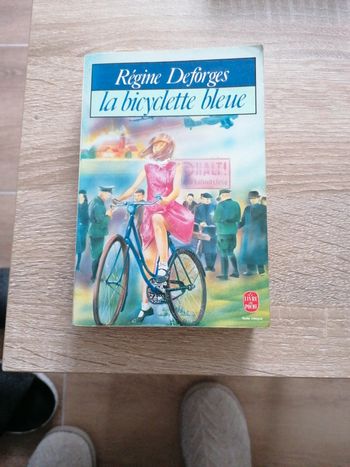 Régine Deforges
la bicyclette bleue
HALT!
LE LIVRE
DE POCHE